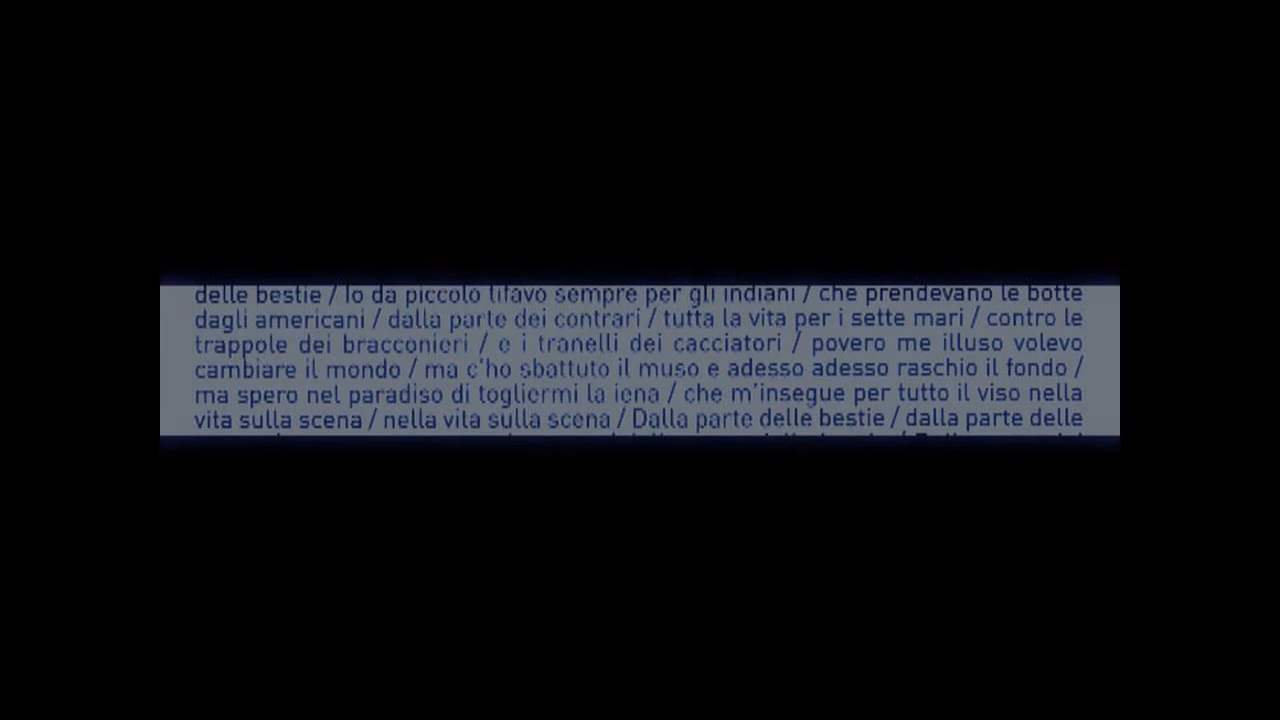 delle bestie / Io da piccolo tifavo sempre per gli indiani / che prendevano le botte
dagli americani / dalla parte dei contrari / tutta la vita per i sette mari / contro le
trappole dei bracconieri / e i tranelli dei cacciatori / povero me illuso volevo
cambiare il mondo / ma c'ho sbattuto il muso e adesso adesso raschio il fondo /
ma spero nel paradiso di togliermi la iena / che m'insegue per tutto il viso nella
vita sulla scena / nella vita sulla scena / Dalla parte delle bestie / dalla parte delle